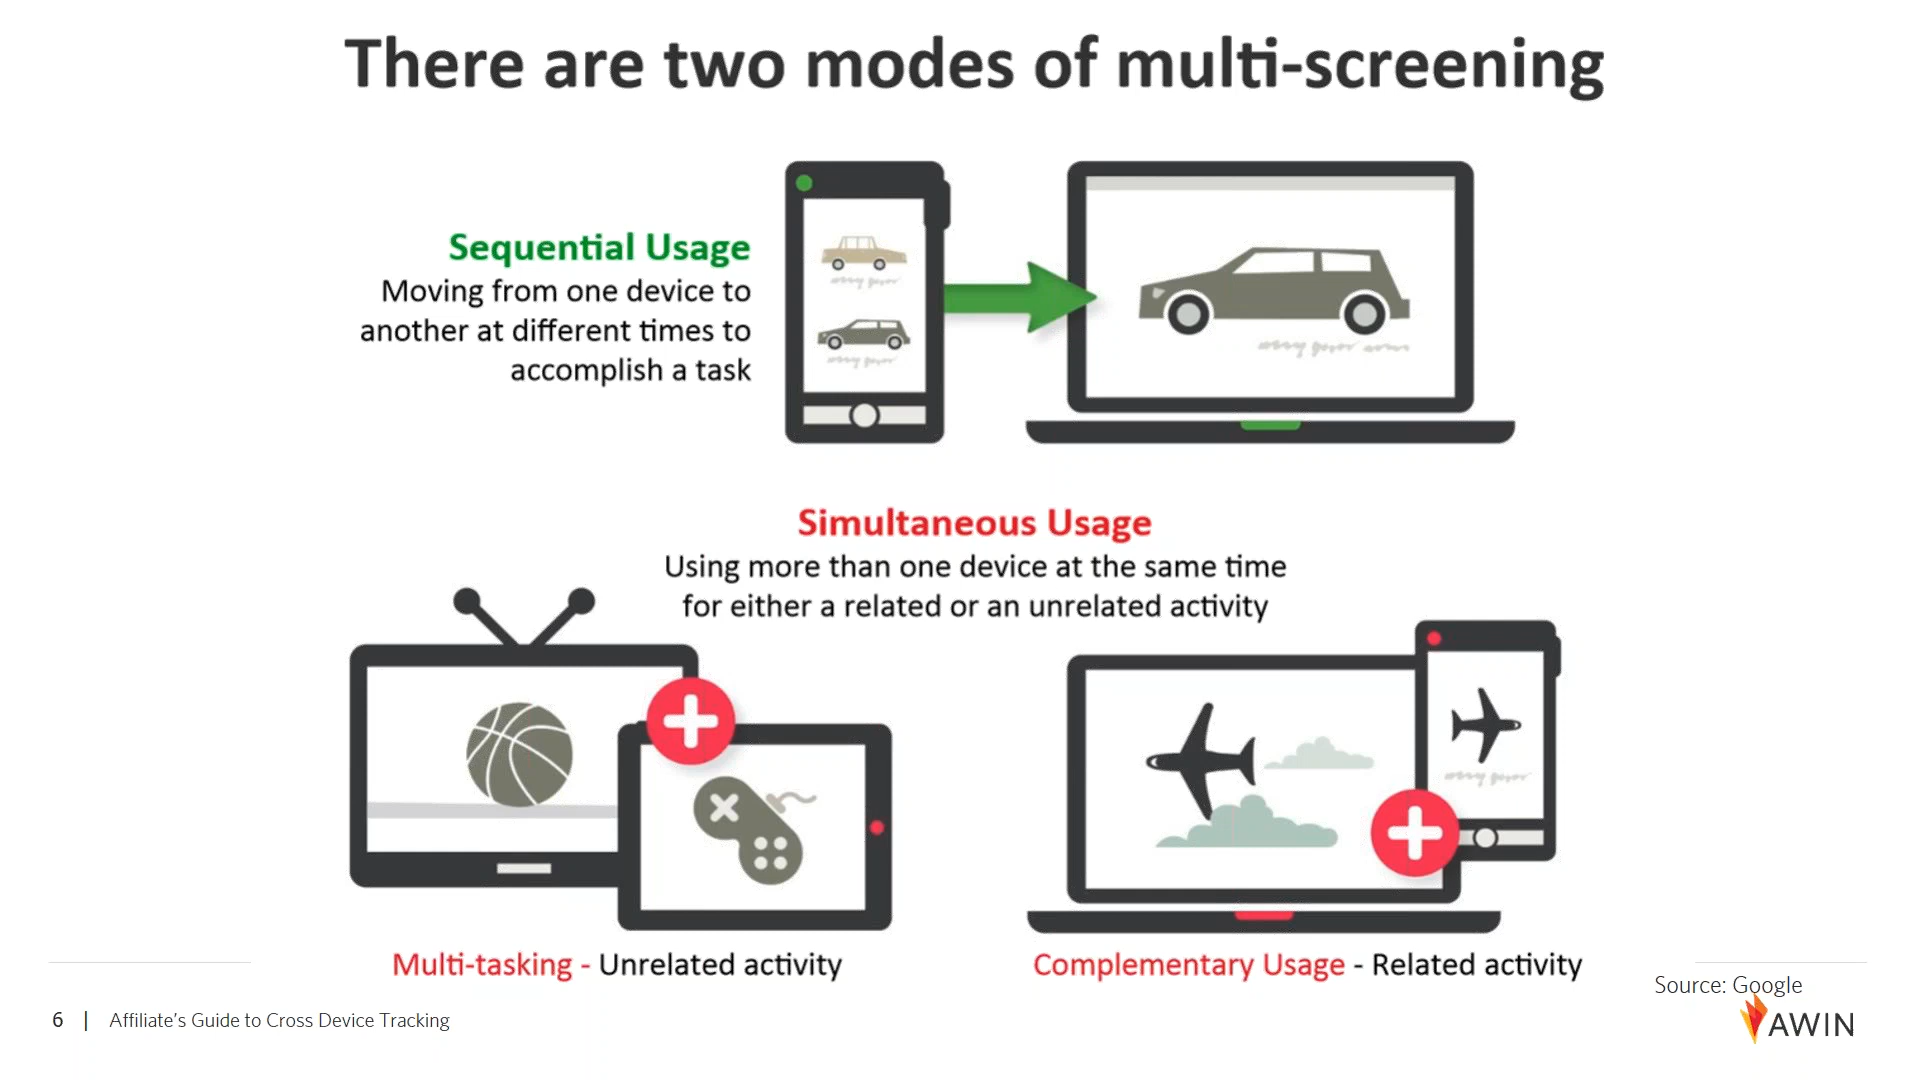 There are two modes of multi-screening
Sequential Usage
Moving from one device to
another at different times to
accomplish a task
Simultaneous Usage
Using more than one device at the same time
for either a related or an unrelated activity
Multi-tasking - Unrelated activity
Complementary Usage - Related activity
Source: Google
6 | Affiliate's Guide to Cross Device Tracking
AWIN